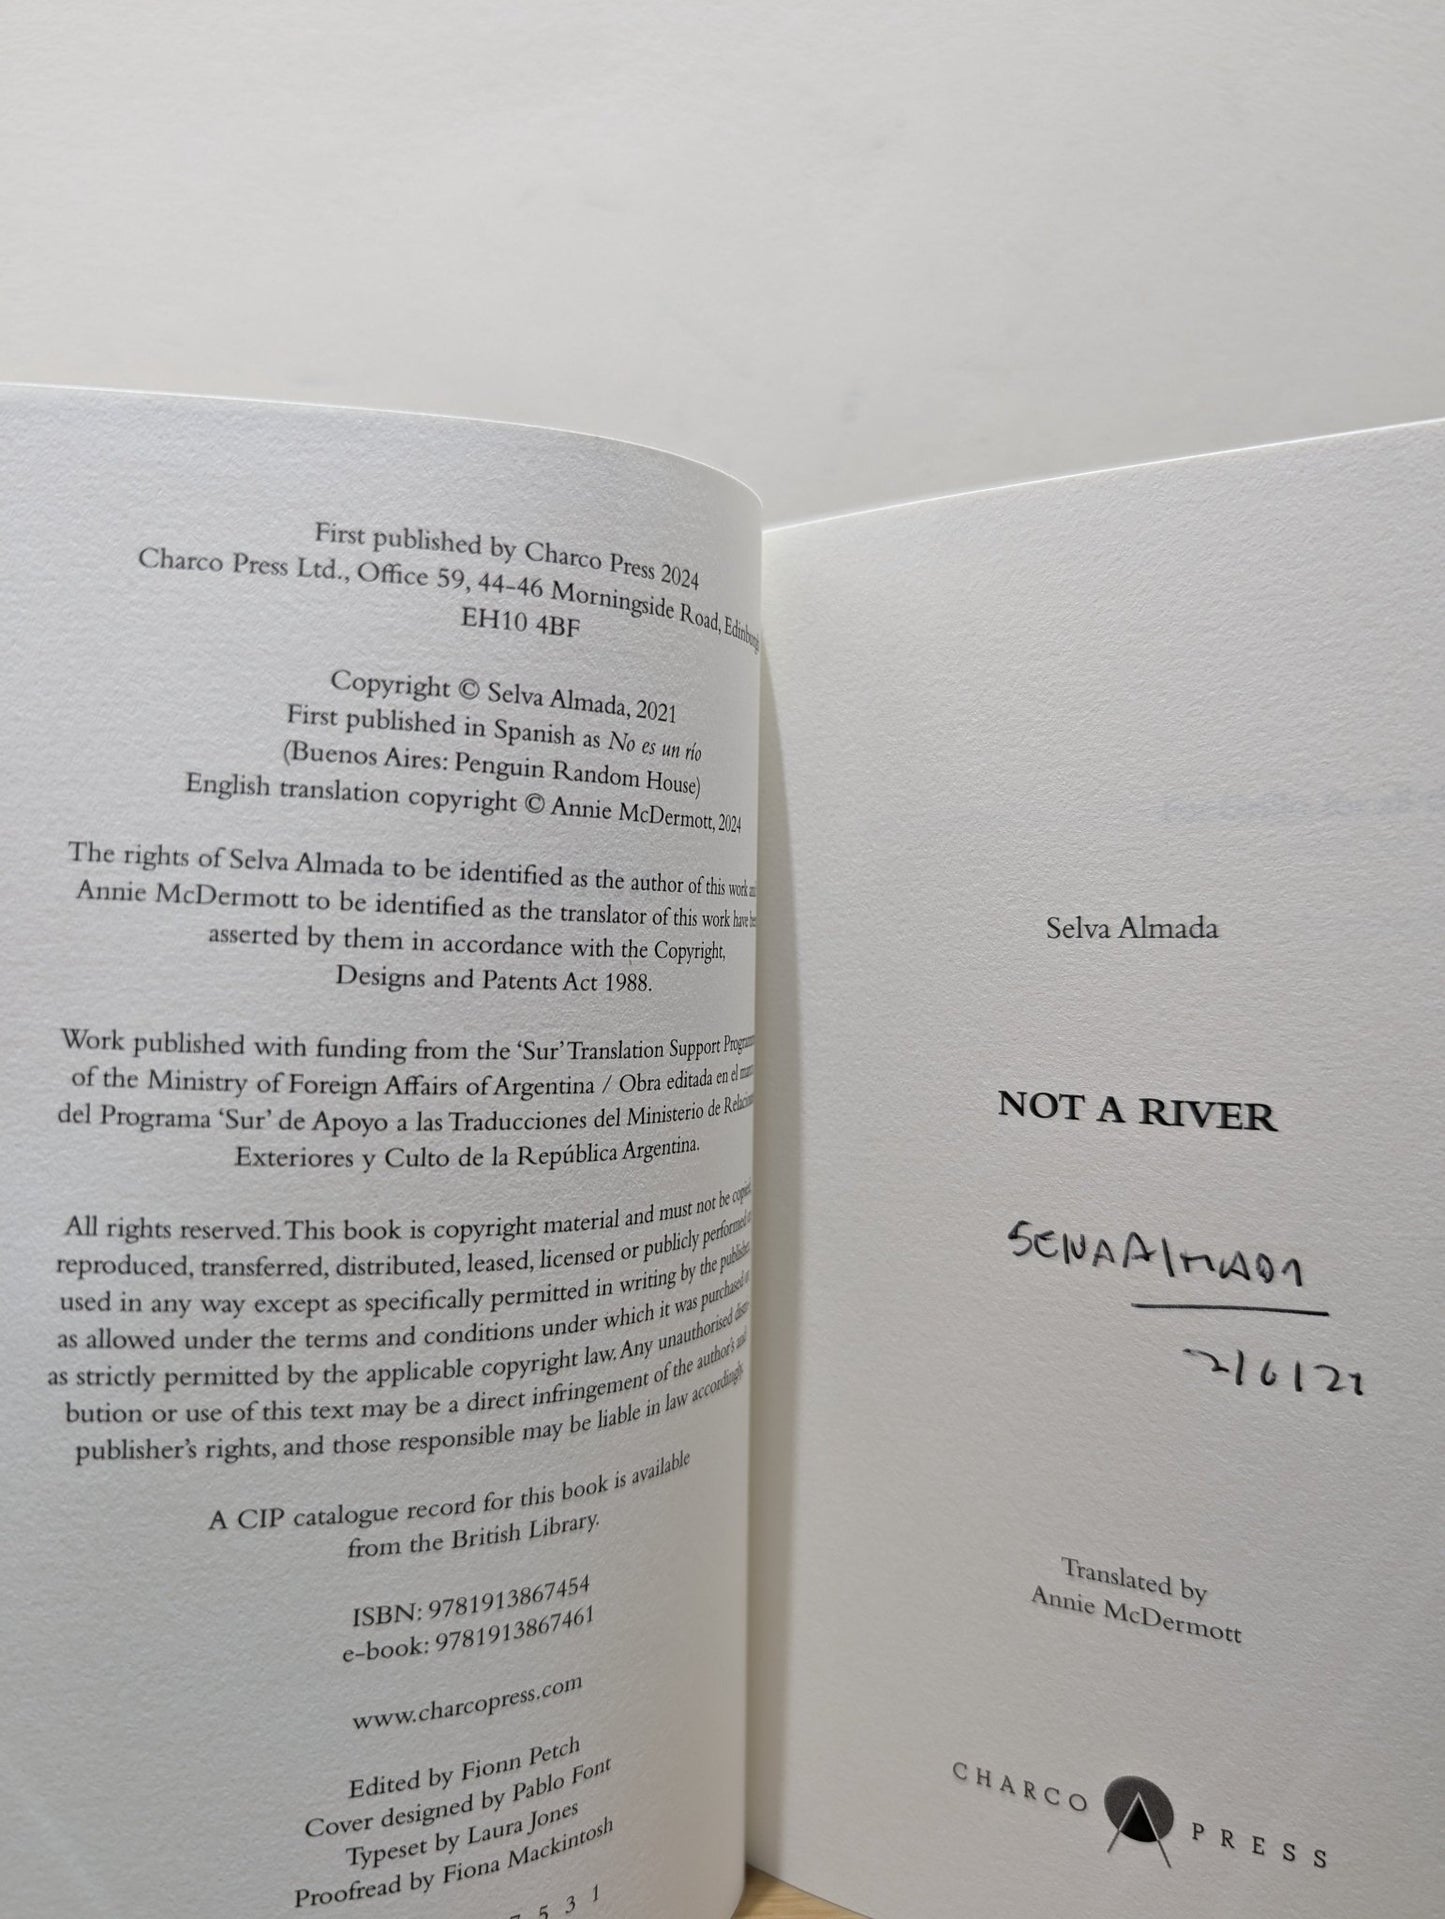 First published by Charco Press 2024
Charco Press Ltd., Office 59, 44-46 Morningside Road, Edinburgh
EH10 4BF
Copyright © Selva Almada, 2021
First published in Spanish as No es un río
(Buenos Aires: Penguin Random House)
English translation copyright © Annie McDermott, 2024
The rights of Selva Almada to be identified as the author of this work
Annie McDermott to be identified as the translator of this work have
asserted by them in accordance with the Copyright,
Designs and Patents Act 1988.
Work published with funding from the ‘Sur’ Translation Support
of the Ministry of Foreign Affairs of Argentina / Obra editada en el
del Programa ‘Sur’ de Apoyo a las Traducciones del Ministerio de
Exteriores y Culto de la República Argentina.
All rights reserved. This book is copyright material and must not be
reproduced, transferred, distributed, leased, licensed or publicly performed
used in any way except as specifically permitted in writing by the
as allowed under the terms and conditions under which it was purchased
as strictly permitted by the applicable copyright law. Any unauthorised
bution or use of this text may be a direct infringement of the author’s and
publisher’s rights, and those responsible may be liable in law accordingly.
A CIP catalogue record for this book is available
from the British Library.
ISBN: 9781913867454
e-book: 9781913867461
www.charcopress.com
Edited by Fionn Petch
Cover designed by Pablo Font
Typeset by Laura Jones
Proofread by Fiona Mackintosh
7 5 3 1
Selva Almada
NOT A RIVER
SELVA ALMADA
Translated by
Annie McDermott
CHARCO PRESS